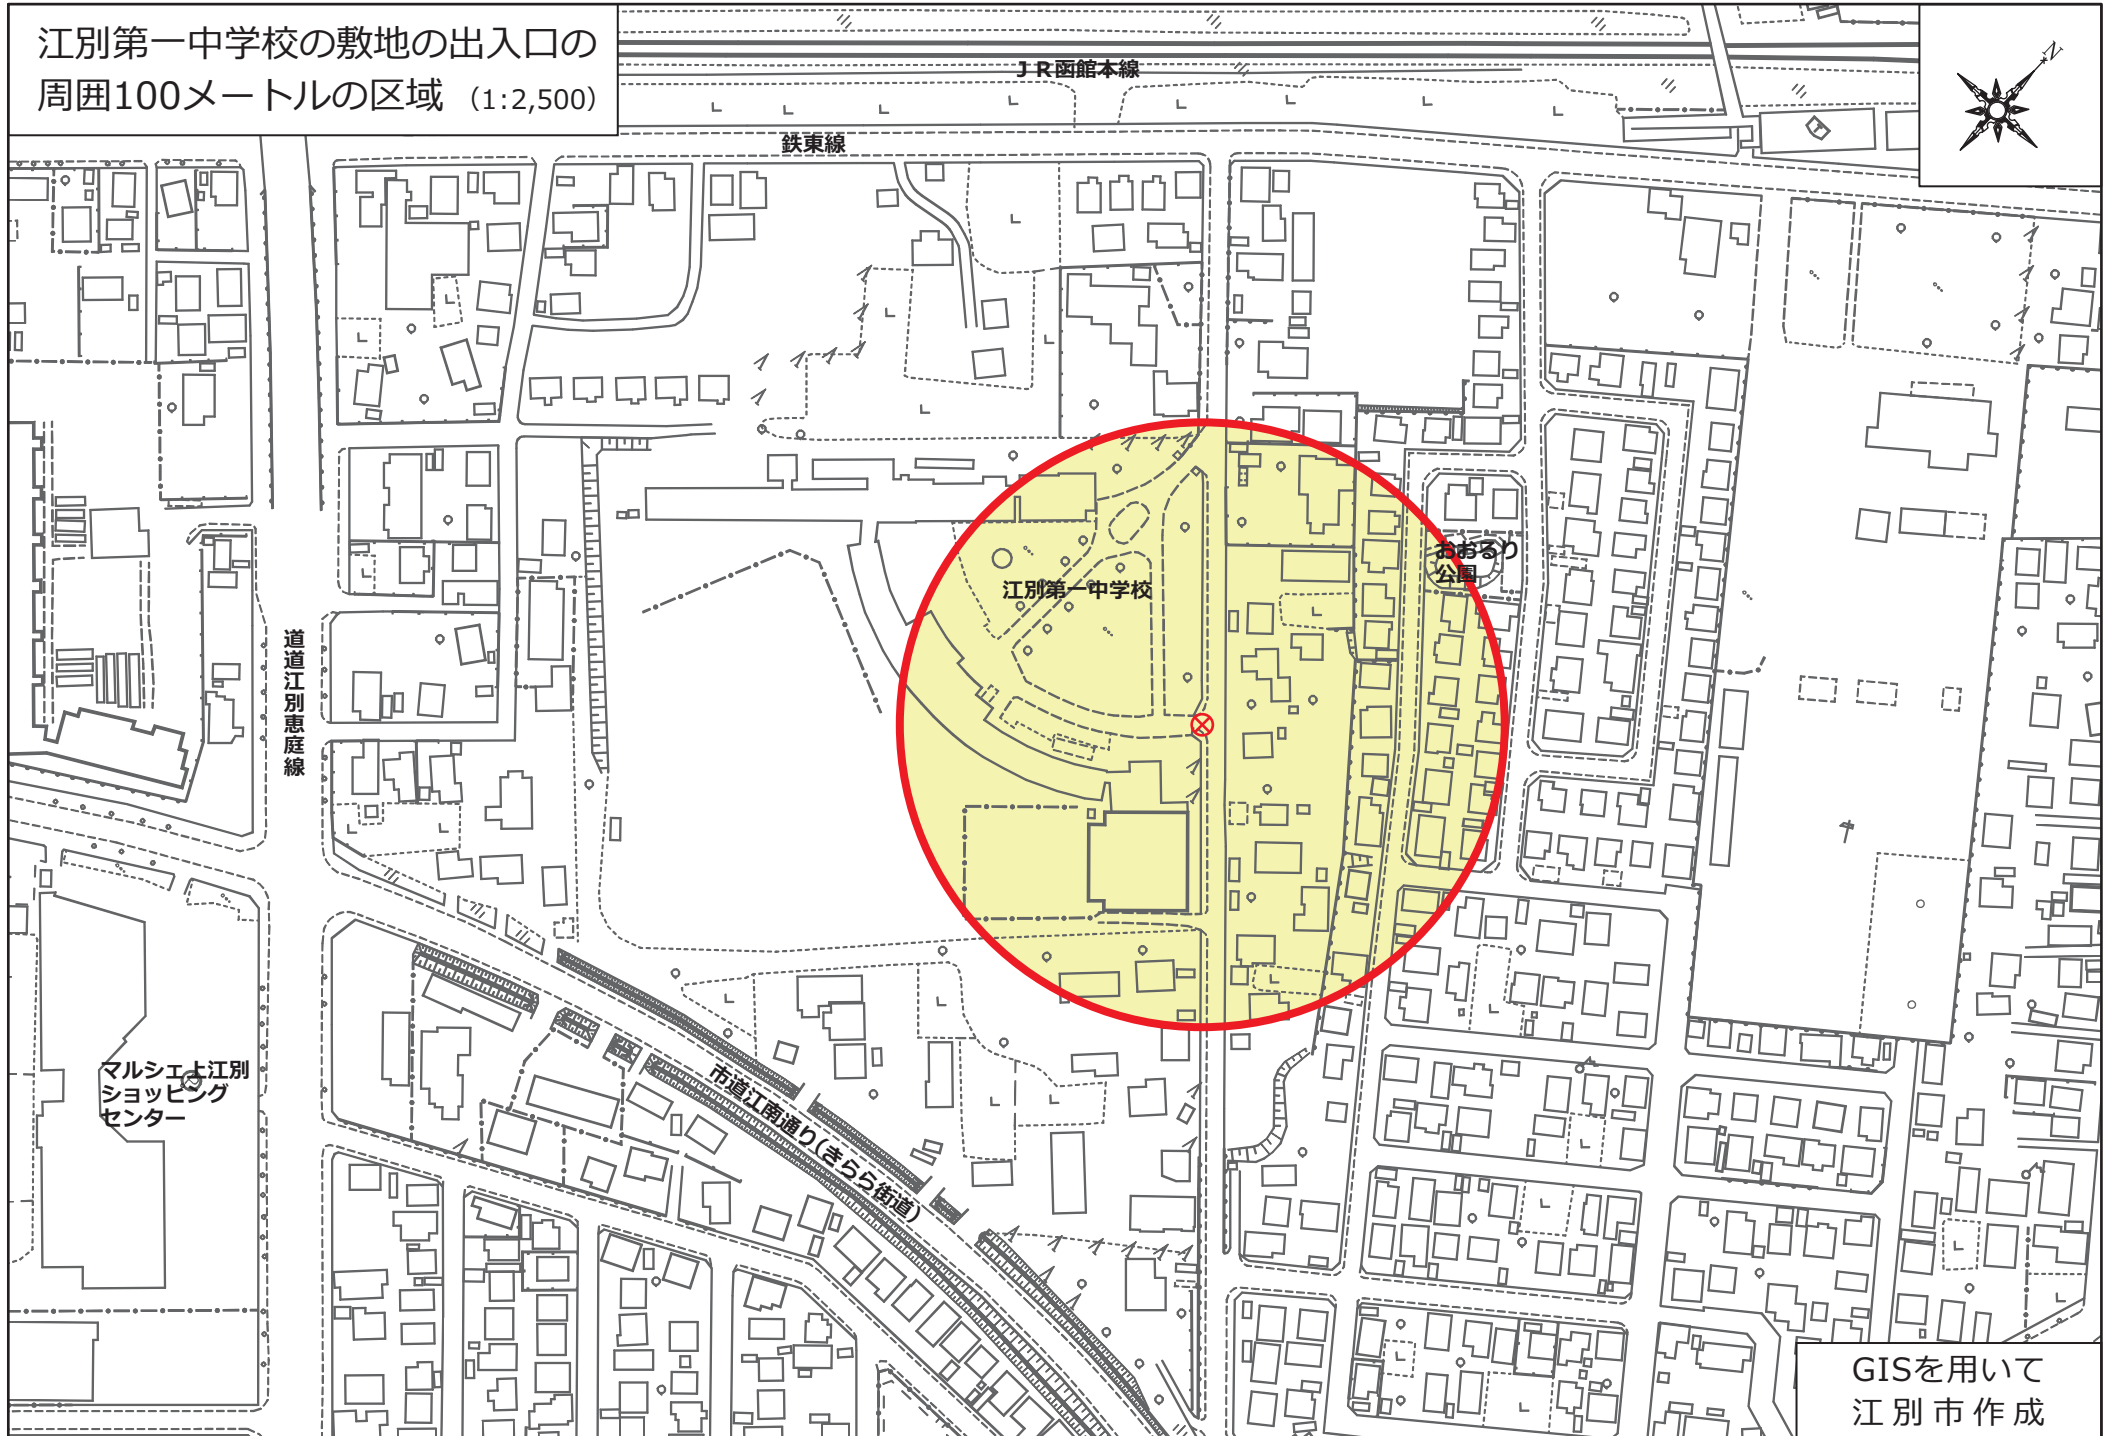 江別第一中学校の敷地の出入口の
周囲100メートルの区域 （1:2,500）
N
ＪＲ函館本線
鉄東線
おおるり
公園
江別第一中学校
道道江別恵庭線
マルシェ上江別
ショッピング
センター
市道江南通り（きらら街道）
GISを用いて
江別市作成